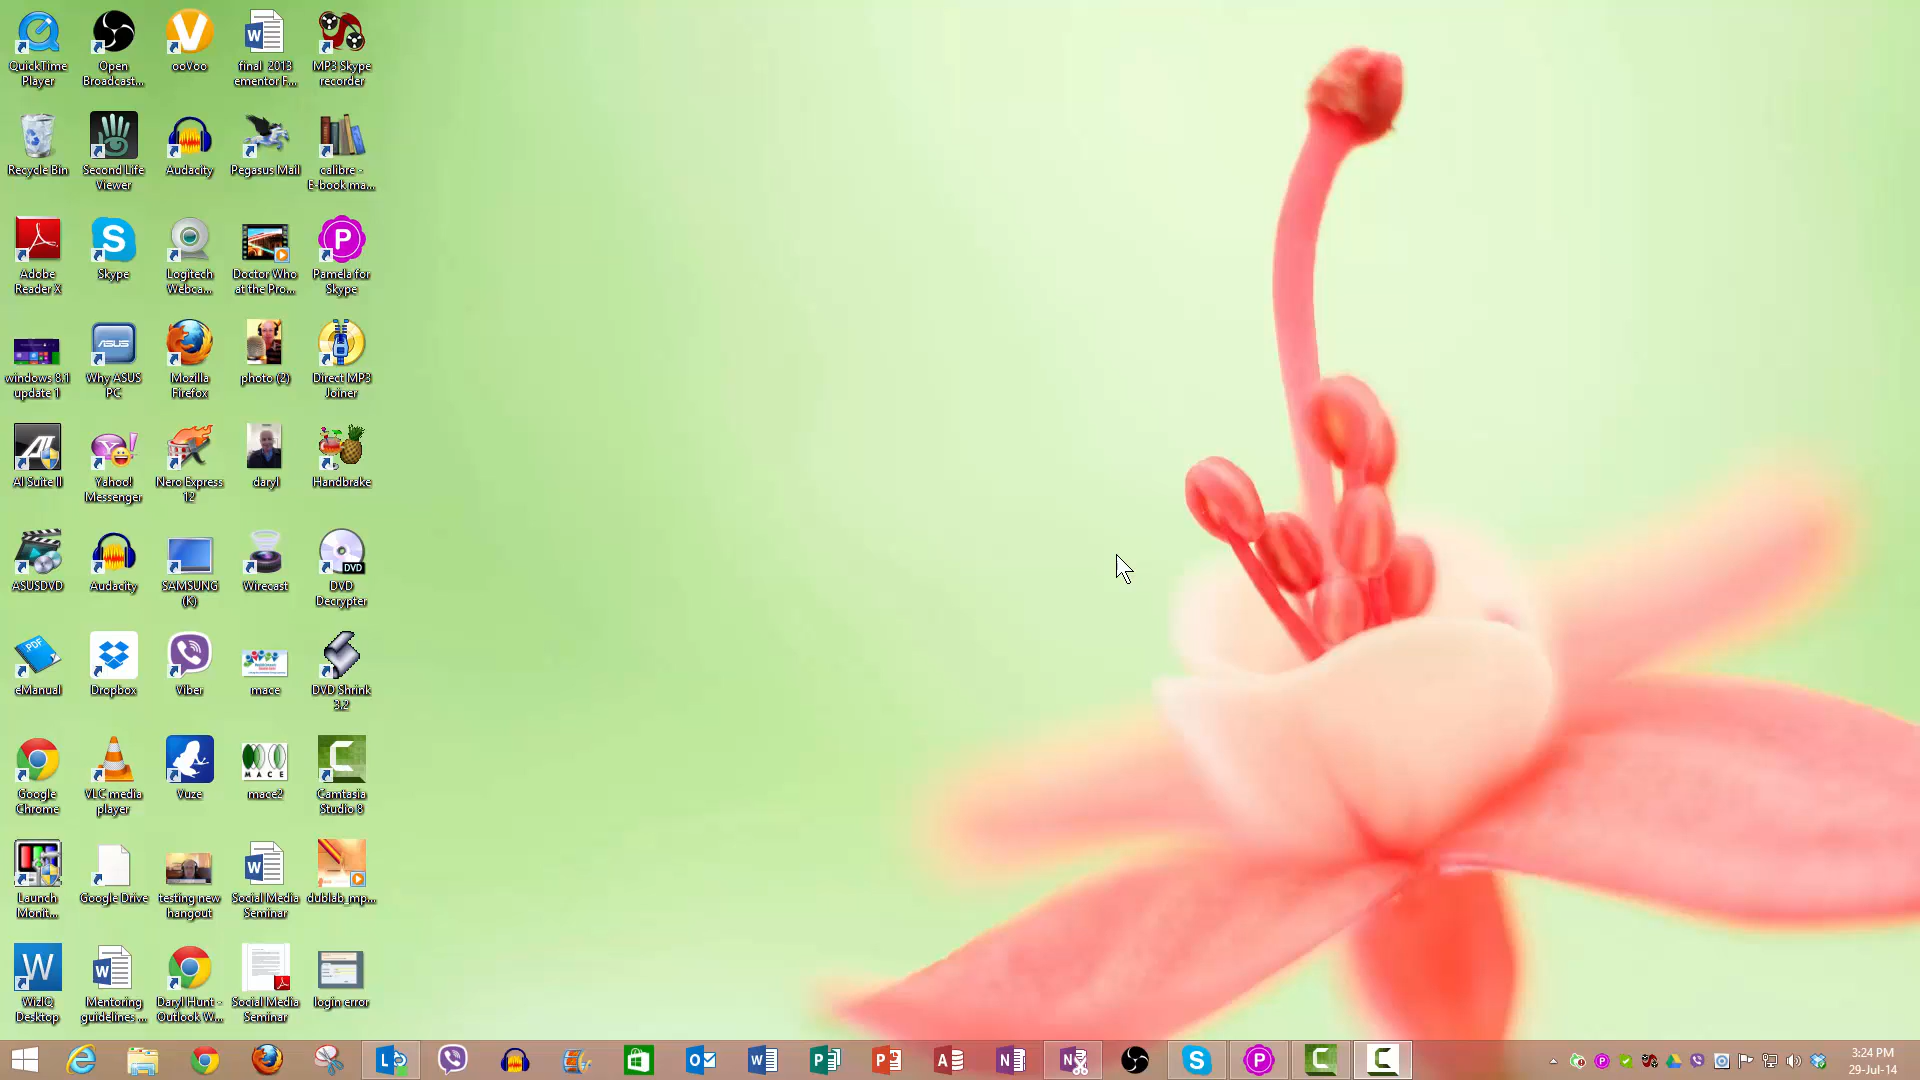 QuickTime
Player
Open
Broadcast...
ooVoo
final 2013
ementor F...
MP3 Skype
recorder
Recycle Bin
Second Life
Viewer
Audacity
Pegasus Mail
calibre -
E-book ma...
Adobe
Reader X
Skype
Logitech
Webca...
Doctor Who
at the Pro...
Pamela for
Skype
windows 8.1
update 1
Why ASUS
PC
Mozilla
Firefox
photo (2)
Direct MP3
Joiner
AI Suite II
Yahoo!
Messenger
Nero Express
12
daryl
Handbrake
ASUSDVD
Audacity
SAMSUNG
(K)
Wirecast
DVD
Decrypter
eManual
Dropbox
Viber
mace
DVD Shrink
3.2
Google
Chrome
VLC media
player
Vuze
MACE
mace2
Camtasia
Studio 8
Launch
Monit...
Google Drive
testing new
hangout
Social Media
Seminar
dublab_mp...
WizIQ
Desktop
Mentoring
guidelines ...
Daryl Hunt -
Outlook W...
Social Media
Seminar
login error
3:24 PM
29-Jul-14